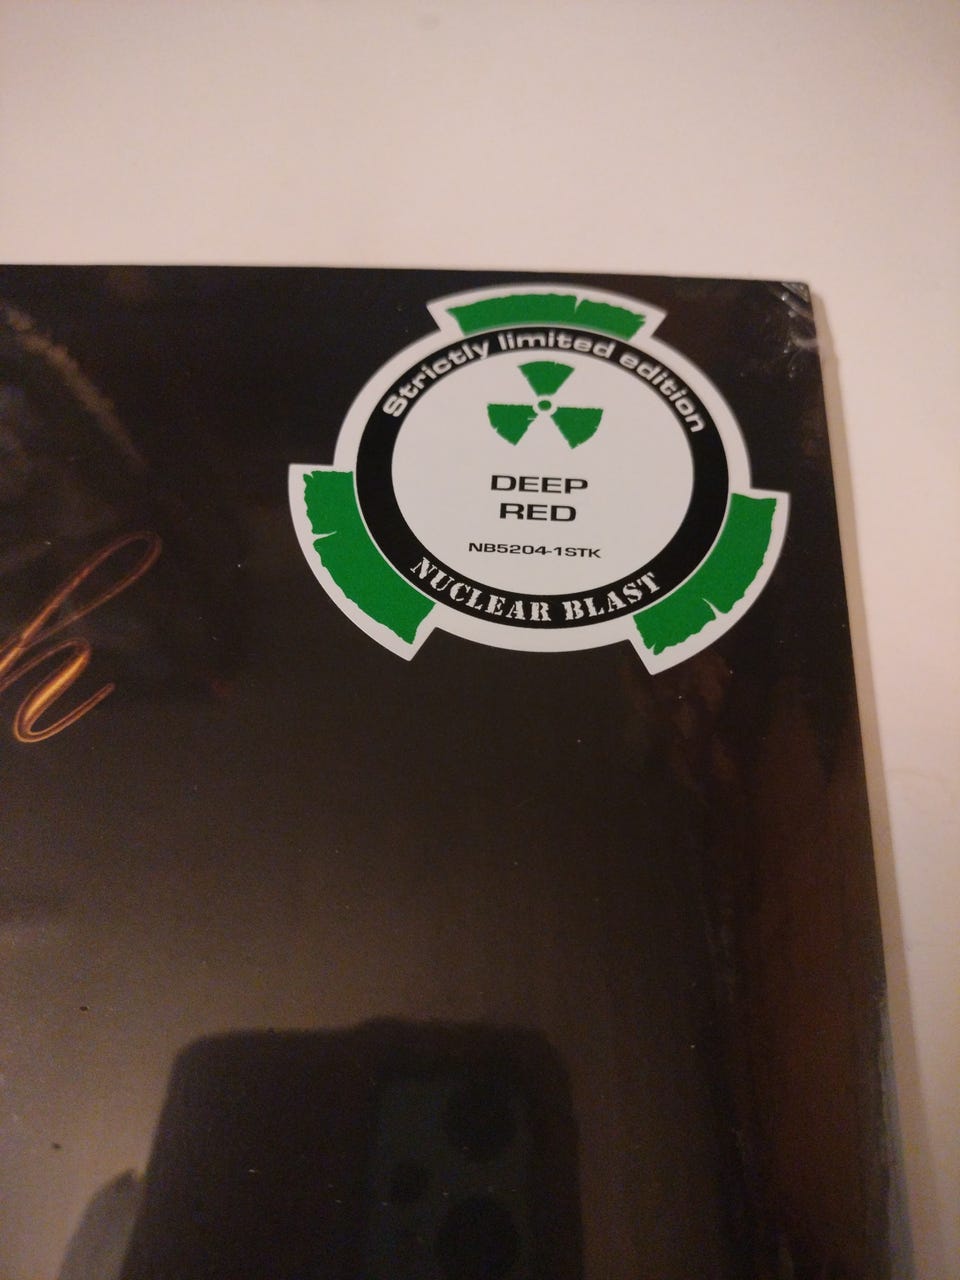 Strictly limited edition
DEEP
RED
NB5204-1STK
NUCLEAR BLAST
h